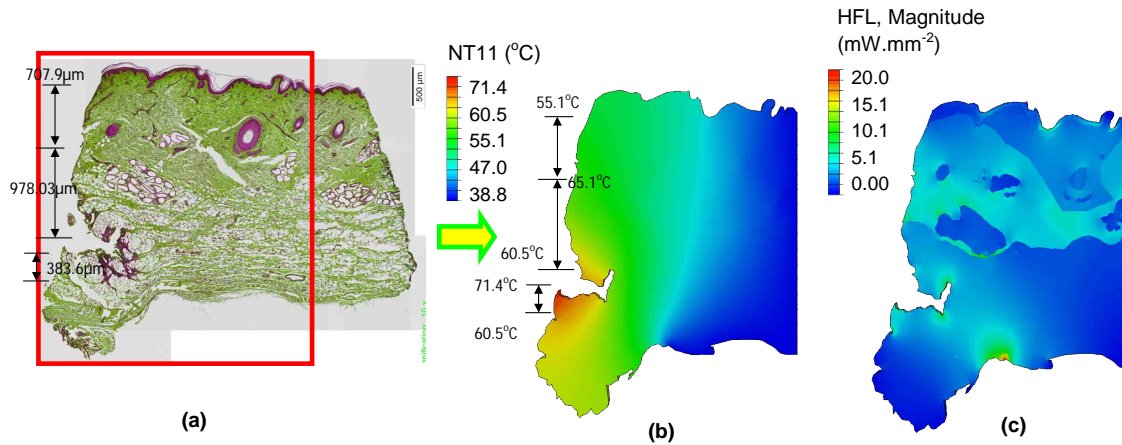 707.9µm
978.03µm
383.6µm
500 µm
anification: 10 x
(a)
NT11 (°C)
71.4
60.5
55.1
47.0
38.8
55.1°C
65.1°C
60.5°C
71.4°C
60.5°C
(b)
HFL, Magnitude
(mW.mm⁻²)
20.0
15.1
10.1
5.1
0.00
(c)